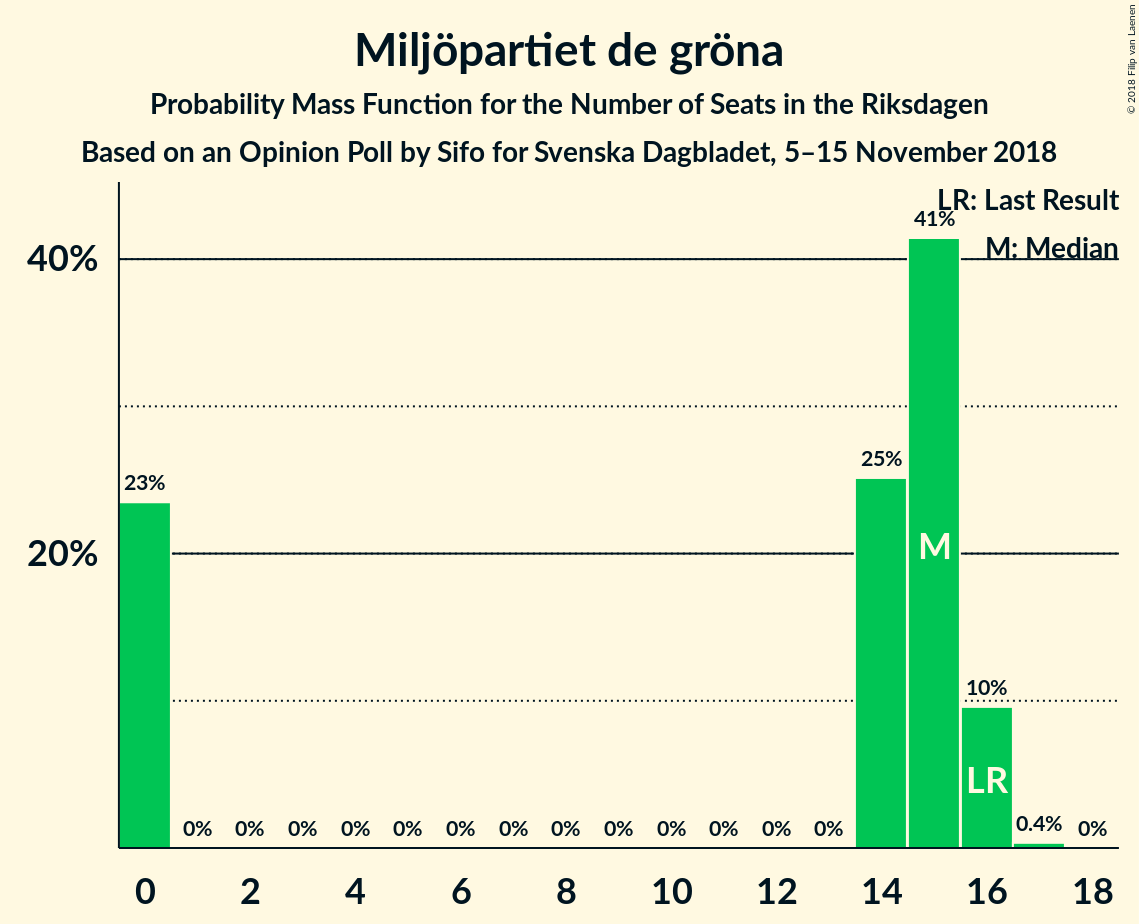 Miljöpartiet de gröna
Probability Mass Function for the Number of Seats in the Riksdagen
Based on an Opinion Poll by Sifo for Svenska Dagbladet, 5–15 November 2018
© 2018 Filip van Laenen
LR: Last Result
M: Median
40%
20%
23%
0%
0%
0%
0%
0%
0%
0%
0%
0%
0%
0%
0%
0%
25%
41%
10%
0.4%
0%
M
LR
0 2 4 6 8 10 12 14 16 18